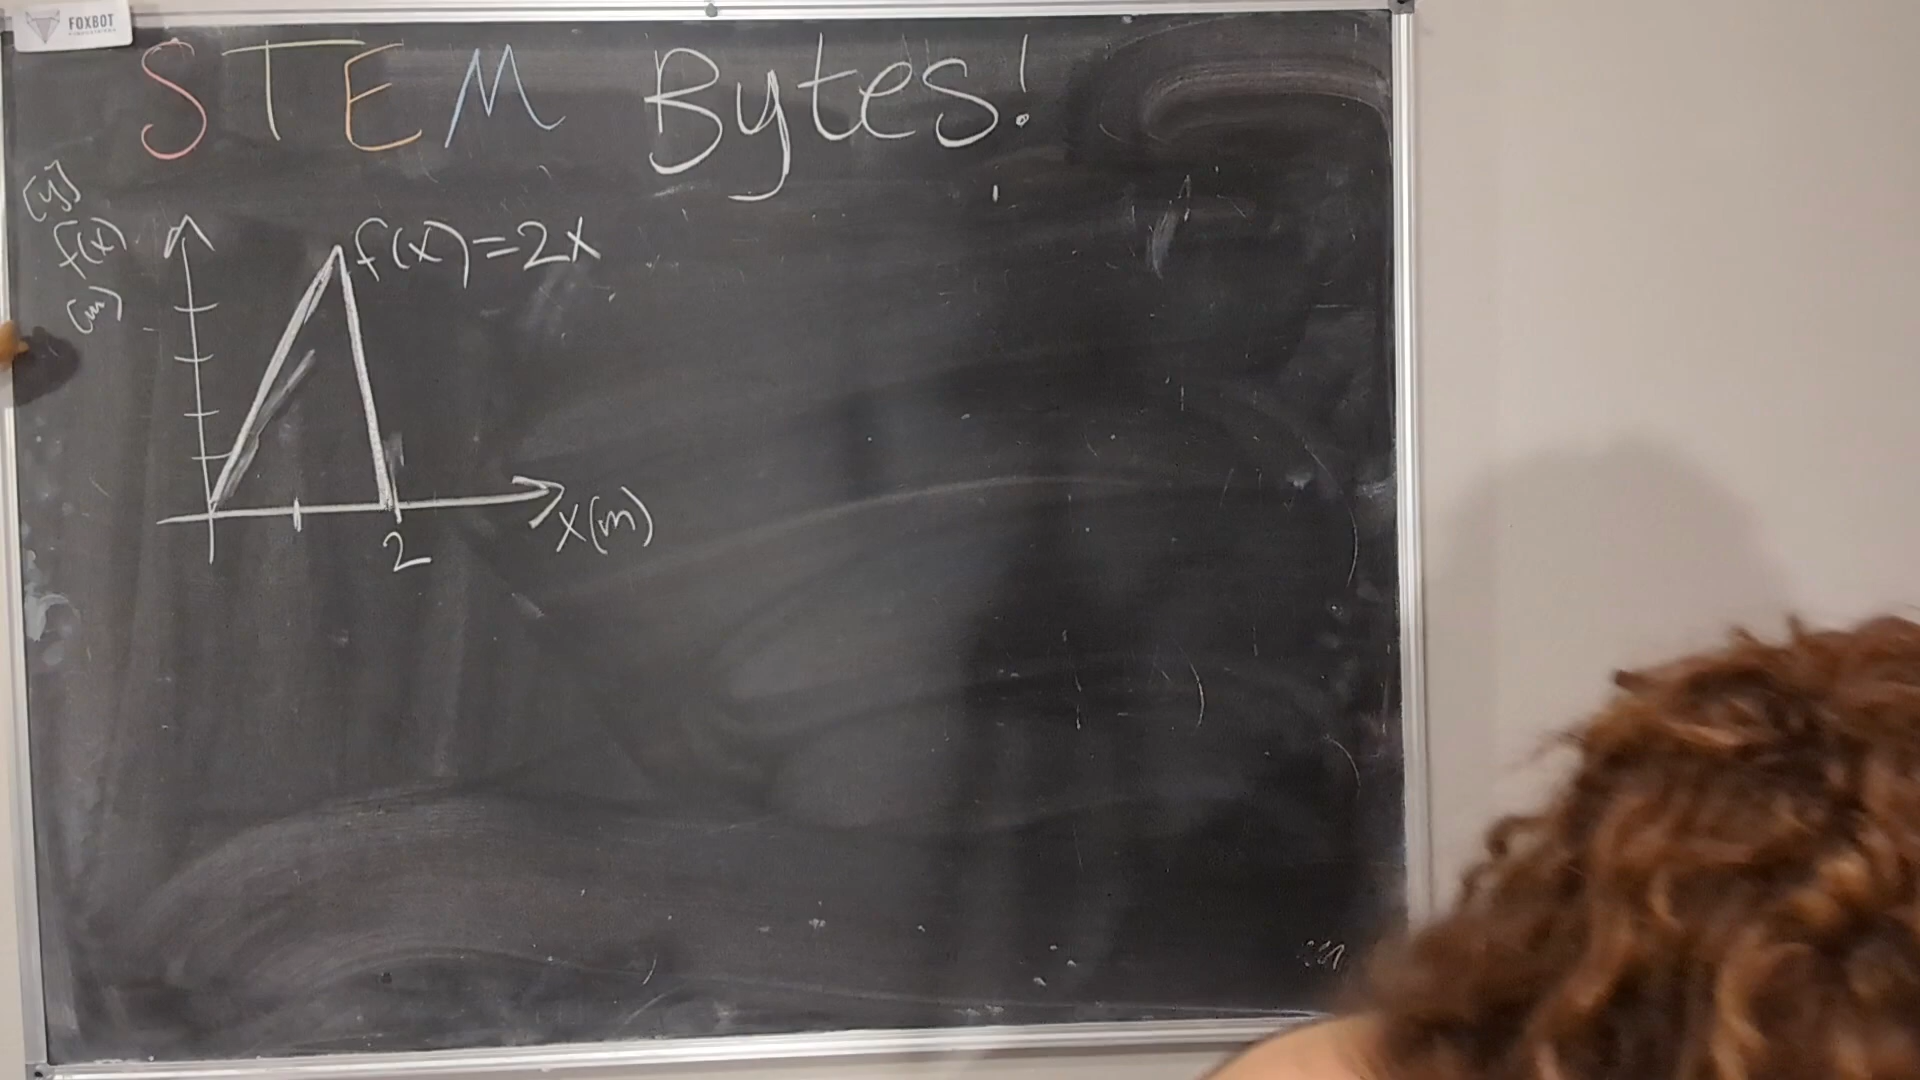 FOXBOT
STEM Bytes!
[y]
f(x)
(m)
f(x)=2x
2
x(m)